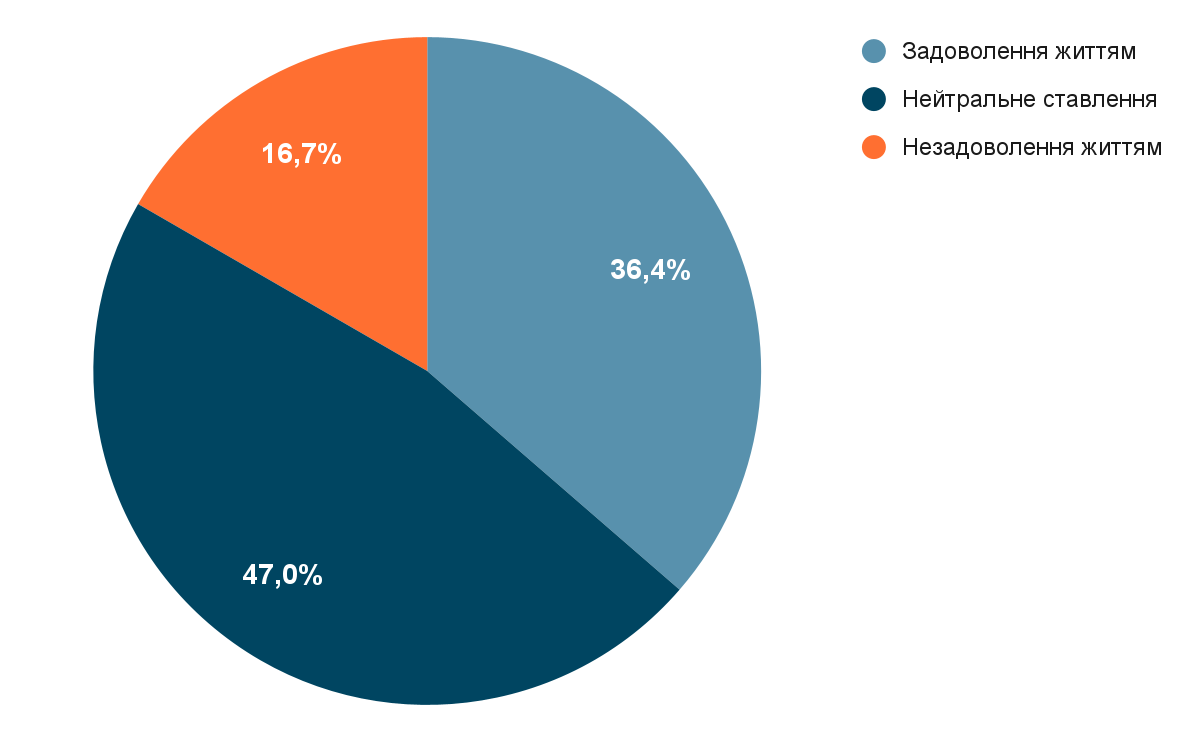 Задоволення життям
Нейтральне ставлення
Незадоволення життям
16,7%
36,4%
47,0%